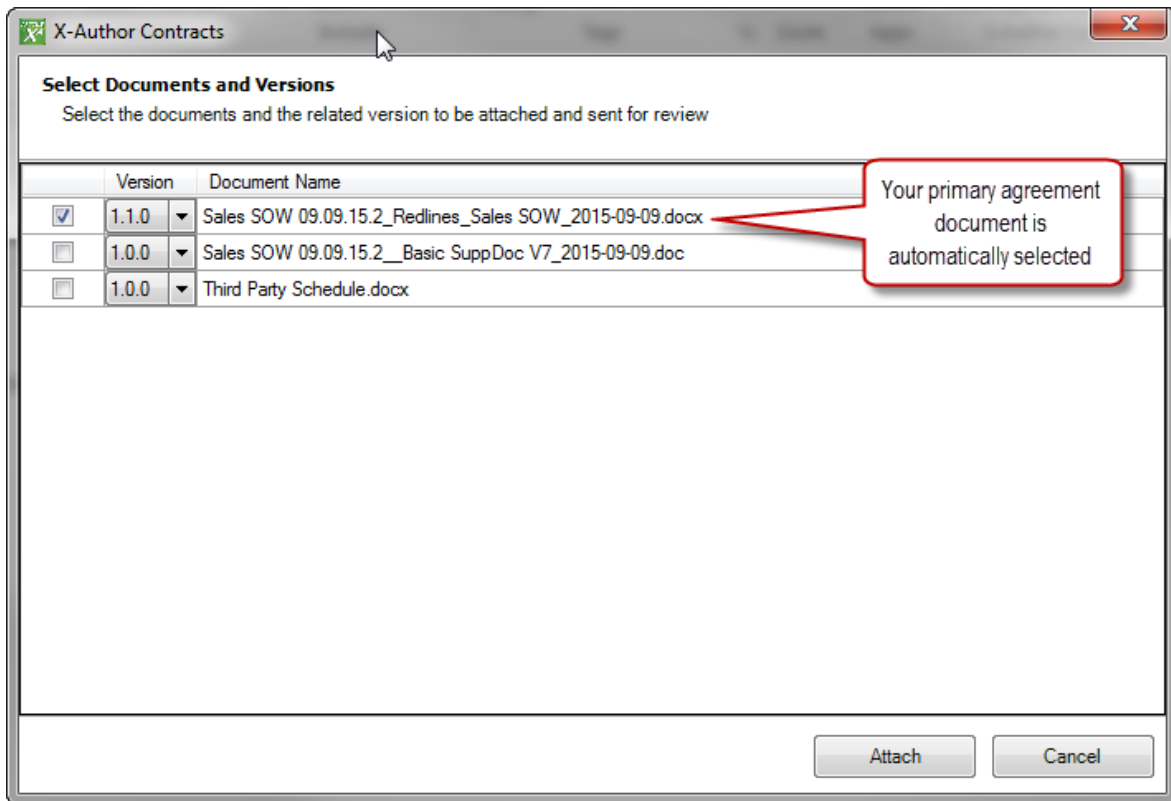 X-Author Contracts
X
Select Documents and Versions
Select the documents and the related version to be attached and sent for review
Version Document Name
1.1.0 Sales SOW 09.09.15.2_Redlines_Sales SOW_2015-09-09.docx
1.0.0 Sales SOW 09.09.15.2__Basic SuppDoc V7_2015-09-09.doc
1.0.0 Third Party Schedule.docx
Your primary agreement
document is
automatically selected
Attach Cancel